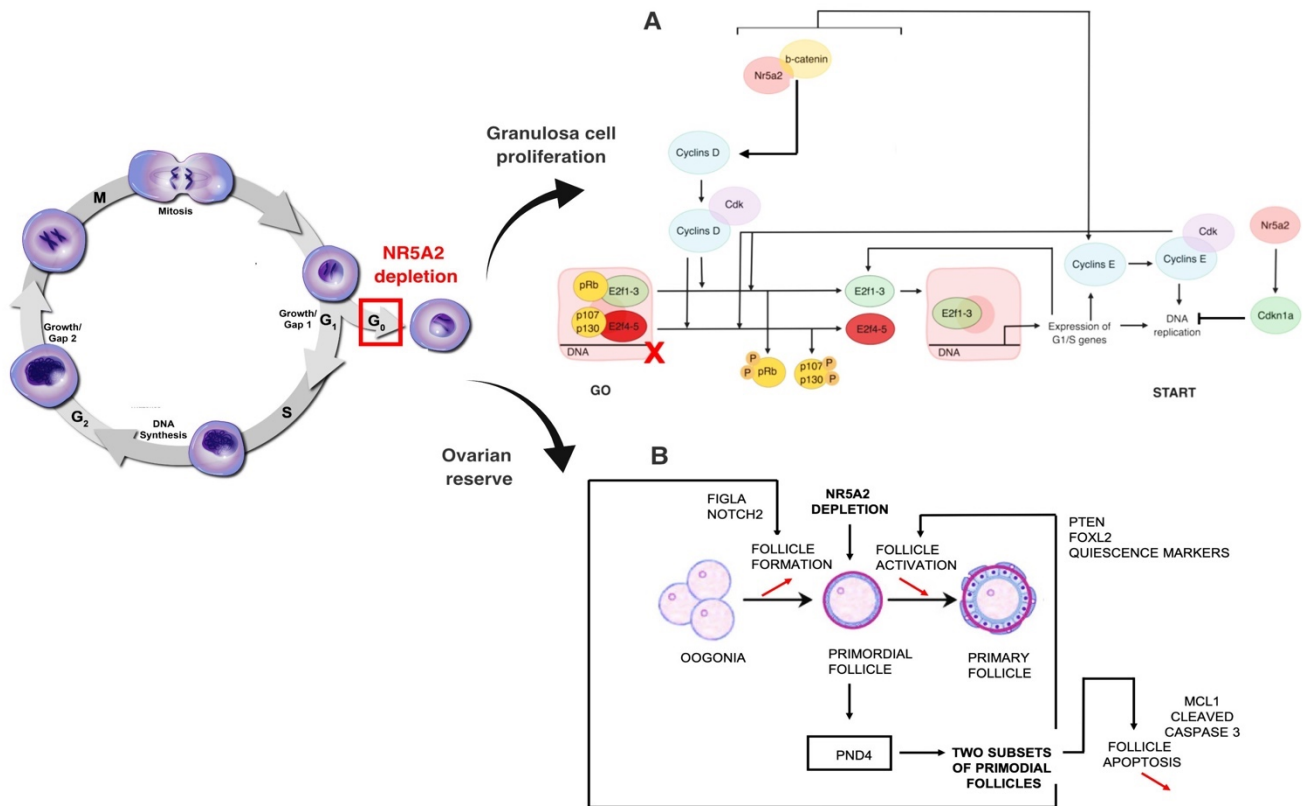 M
Mitosis
Growth/
Gap 1
G1
G0
NR5A2
depletion
S
DNA
Synthesis
G2
Growth/
Gap 2
Granulosa cell
proliferation
Ovarian
reserve
A
b-catenin
Nr5a2
Cyclins D
Cdk
Cyclins D
pRb
E2f1-3
p107
p130
E2f4-5
DNA
X
GO
E2f1-3
E2f4-5
P
P
pRb
p107
p130
P
P
E2f1-3
DNA
Expression of
G1/S genes
Cyclins E
Cdk
Cyclins E
DNA
replication
Nr5a2
Cdkn1a
START
B
FIGLA
NOTCH2
NR5A2
DEPLETION
PTEN
FOXL2
QUIESCENCE MARKERS
FOLLICLE
FORMATION
FOLLICLE
ACTIVATION
OOGONIA
PRIMORDIAL
FOLLICLE
PRIMARY
FOLLICLE
PND4
TWO SUBSETS
OF PRIMODIAL
FOLLICLES
MCL1
CLEAVED
CASPASE 3
FOLLICLE
APOPTOSIS